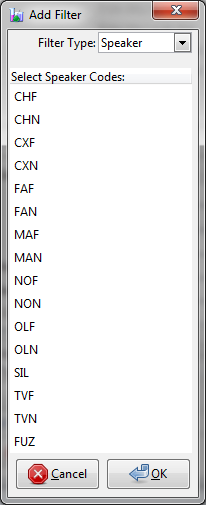 Add Filter
Filter Type: Speaker
Select Speaker Codes:
CHF
CHN
CXF
CXN
FAF
FAN
MAF
MAN
NOF
NON
OLF
OLN
SIL
TVF
TVN
FUZ
Cancel OK